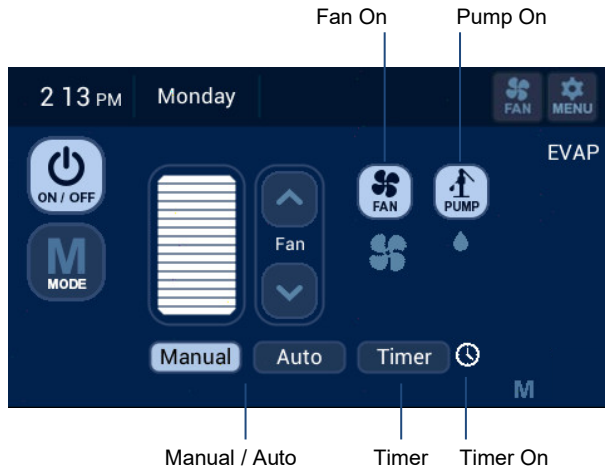 Fan On Pump On
2 13 PM Monday FAN MENU
EVAP
ON / OFF
FAN PUMP
M
MODE
Fan
Manual Auto Timer
M
Manual / Auto Timer Timer On